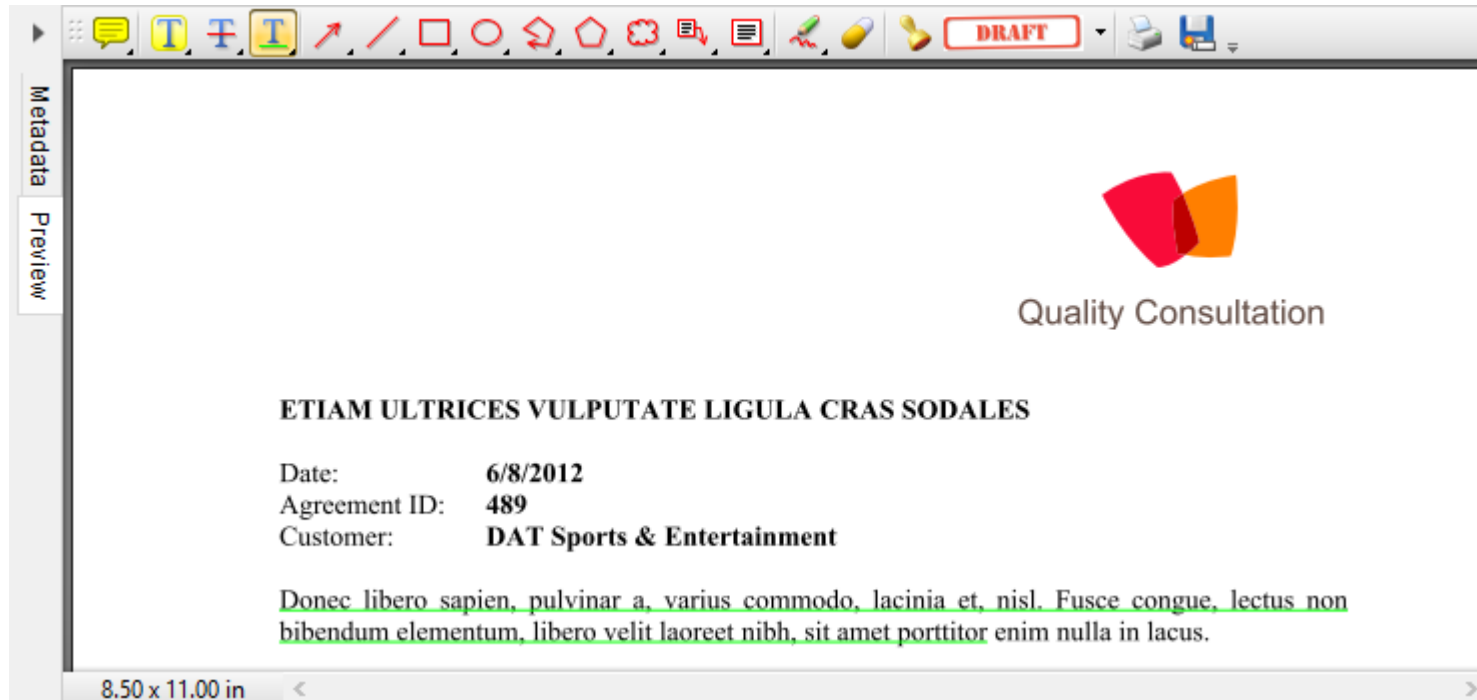 T T T DRAFT
Metadata
Preview
Quality Consultation
ETIAM ULTRICES VULPUTATE LIGULA CRAS SODALES
Date: 6/8/2012
Agreement ID: 489
Customer: DAT Sports & Entertainment
Donec libero sapien, pulvinar a, varius commodo, lacinia et, nisl. Fusce congue, lectus non
bibendum elementum, libero velit laoreet nibh, sit amet porttitor enim nulla in lacus.
8.50 x 11.00 in